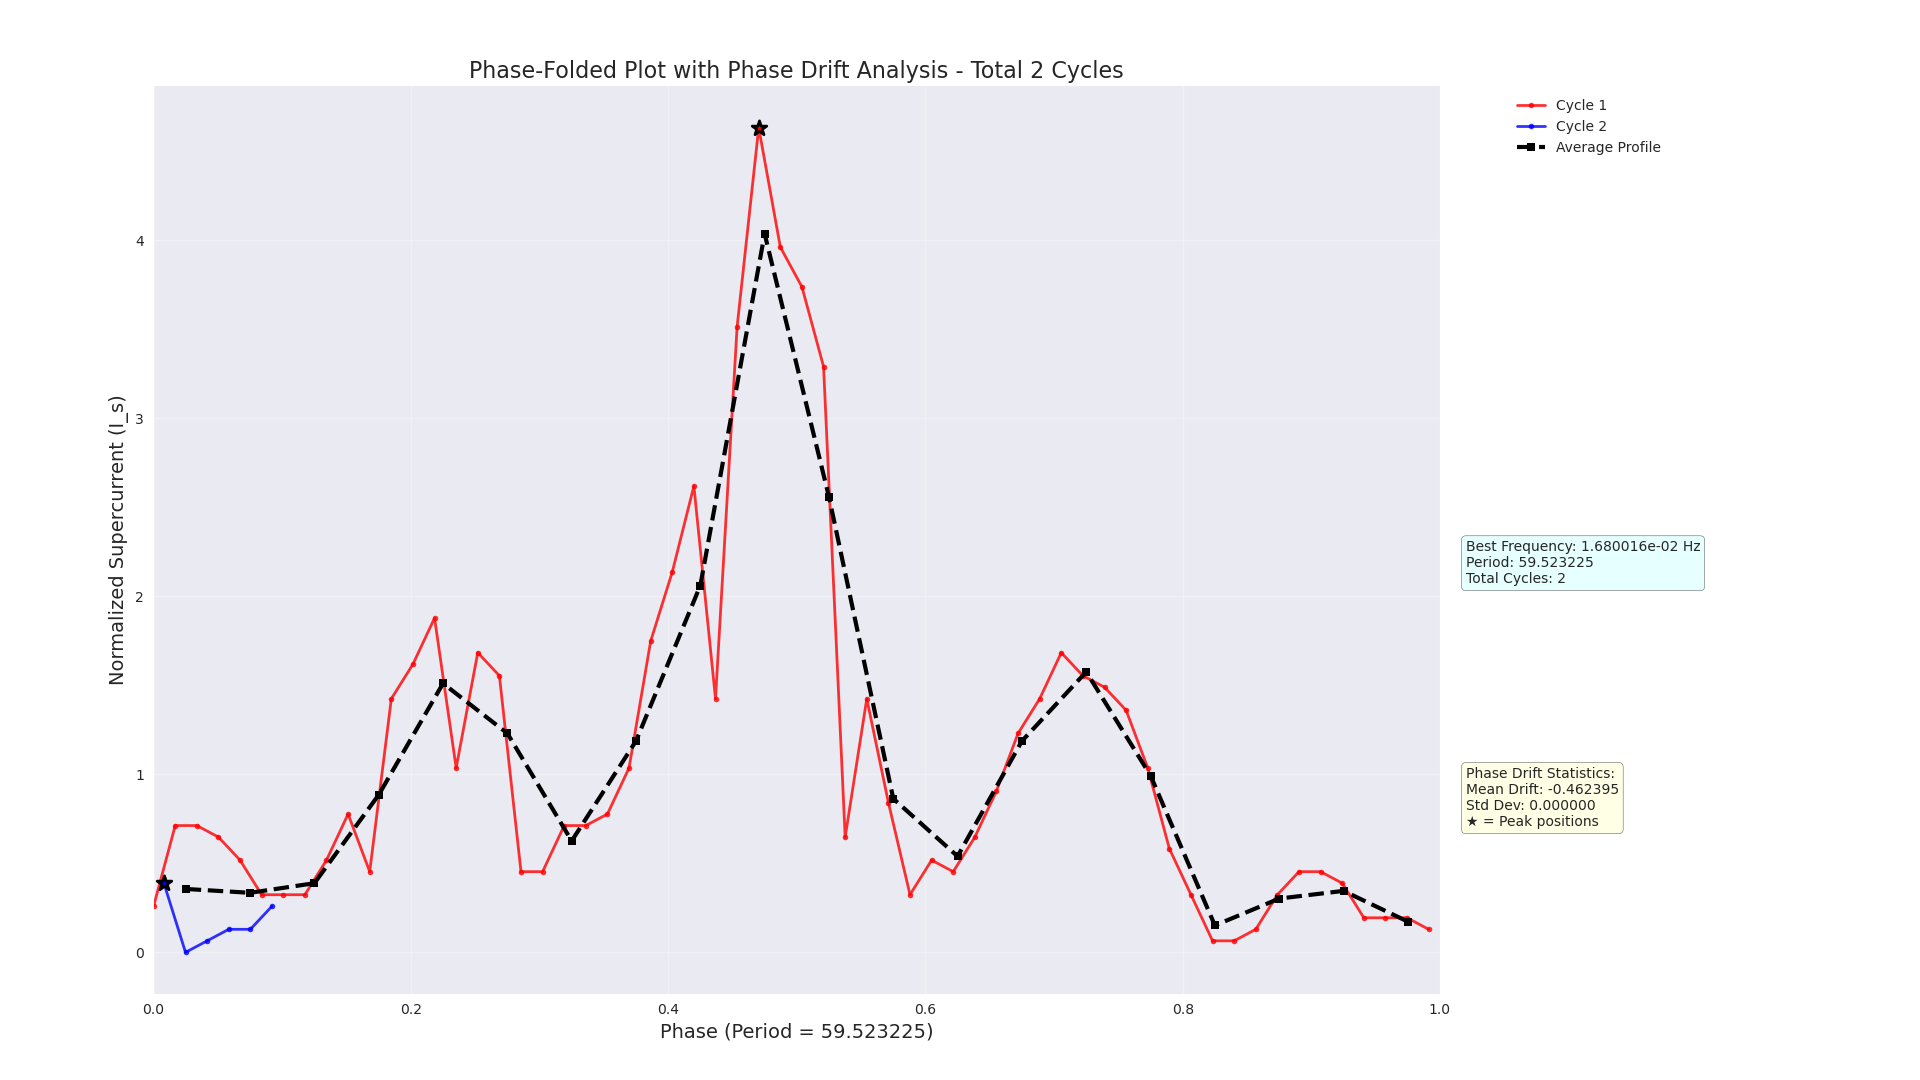 Phase-Folded Plot with Phase Drift Analysis - Total 2 Cycles
Cycle 1
Cycle 2
Average Profile
Normalized Supercurrent (I_s)
4
3
2
1
0
0.0
0.2
0.4
0.6
0.8
1.0
Phase (Period = 59.523225)
Best Frequency: 1.680016e-02 Hz
Period: 59.523225
Total Cycles: 2
Phase Drift Statistics:
Mean Drift: -0.462395
Std Dev: 0.000000
★ = Peak positions